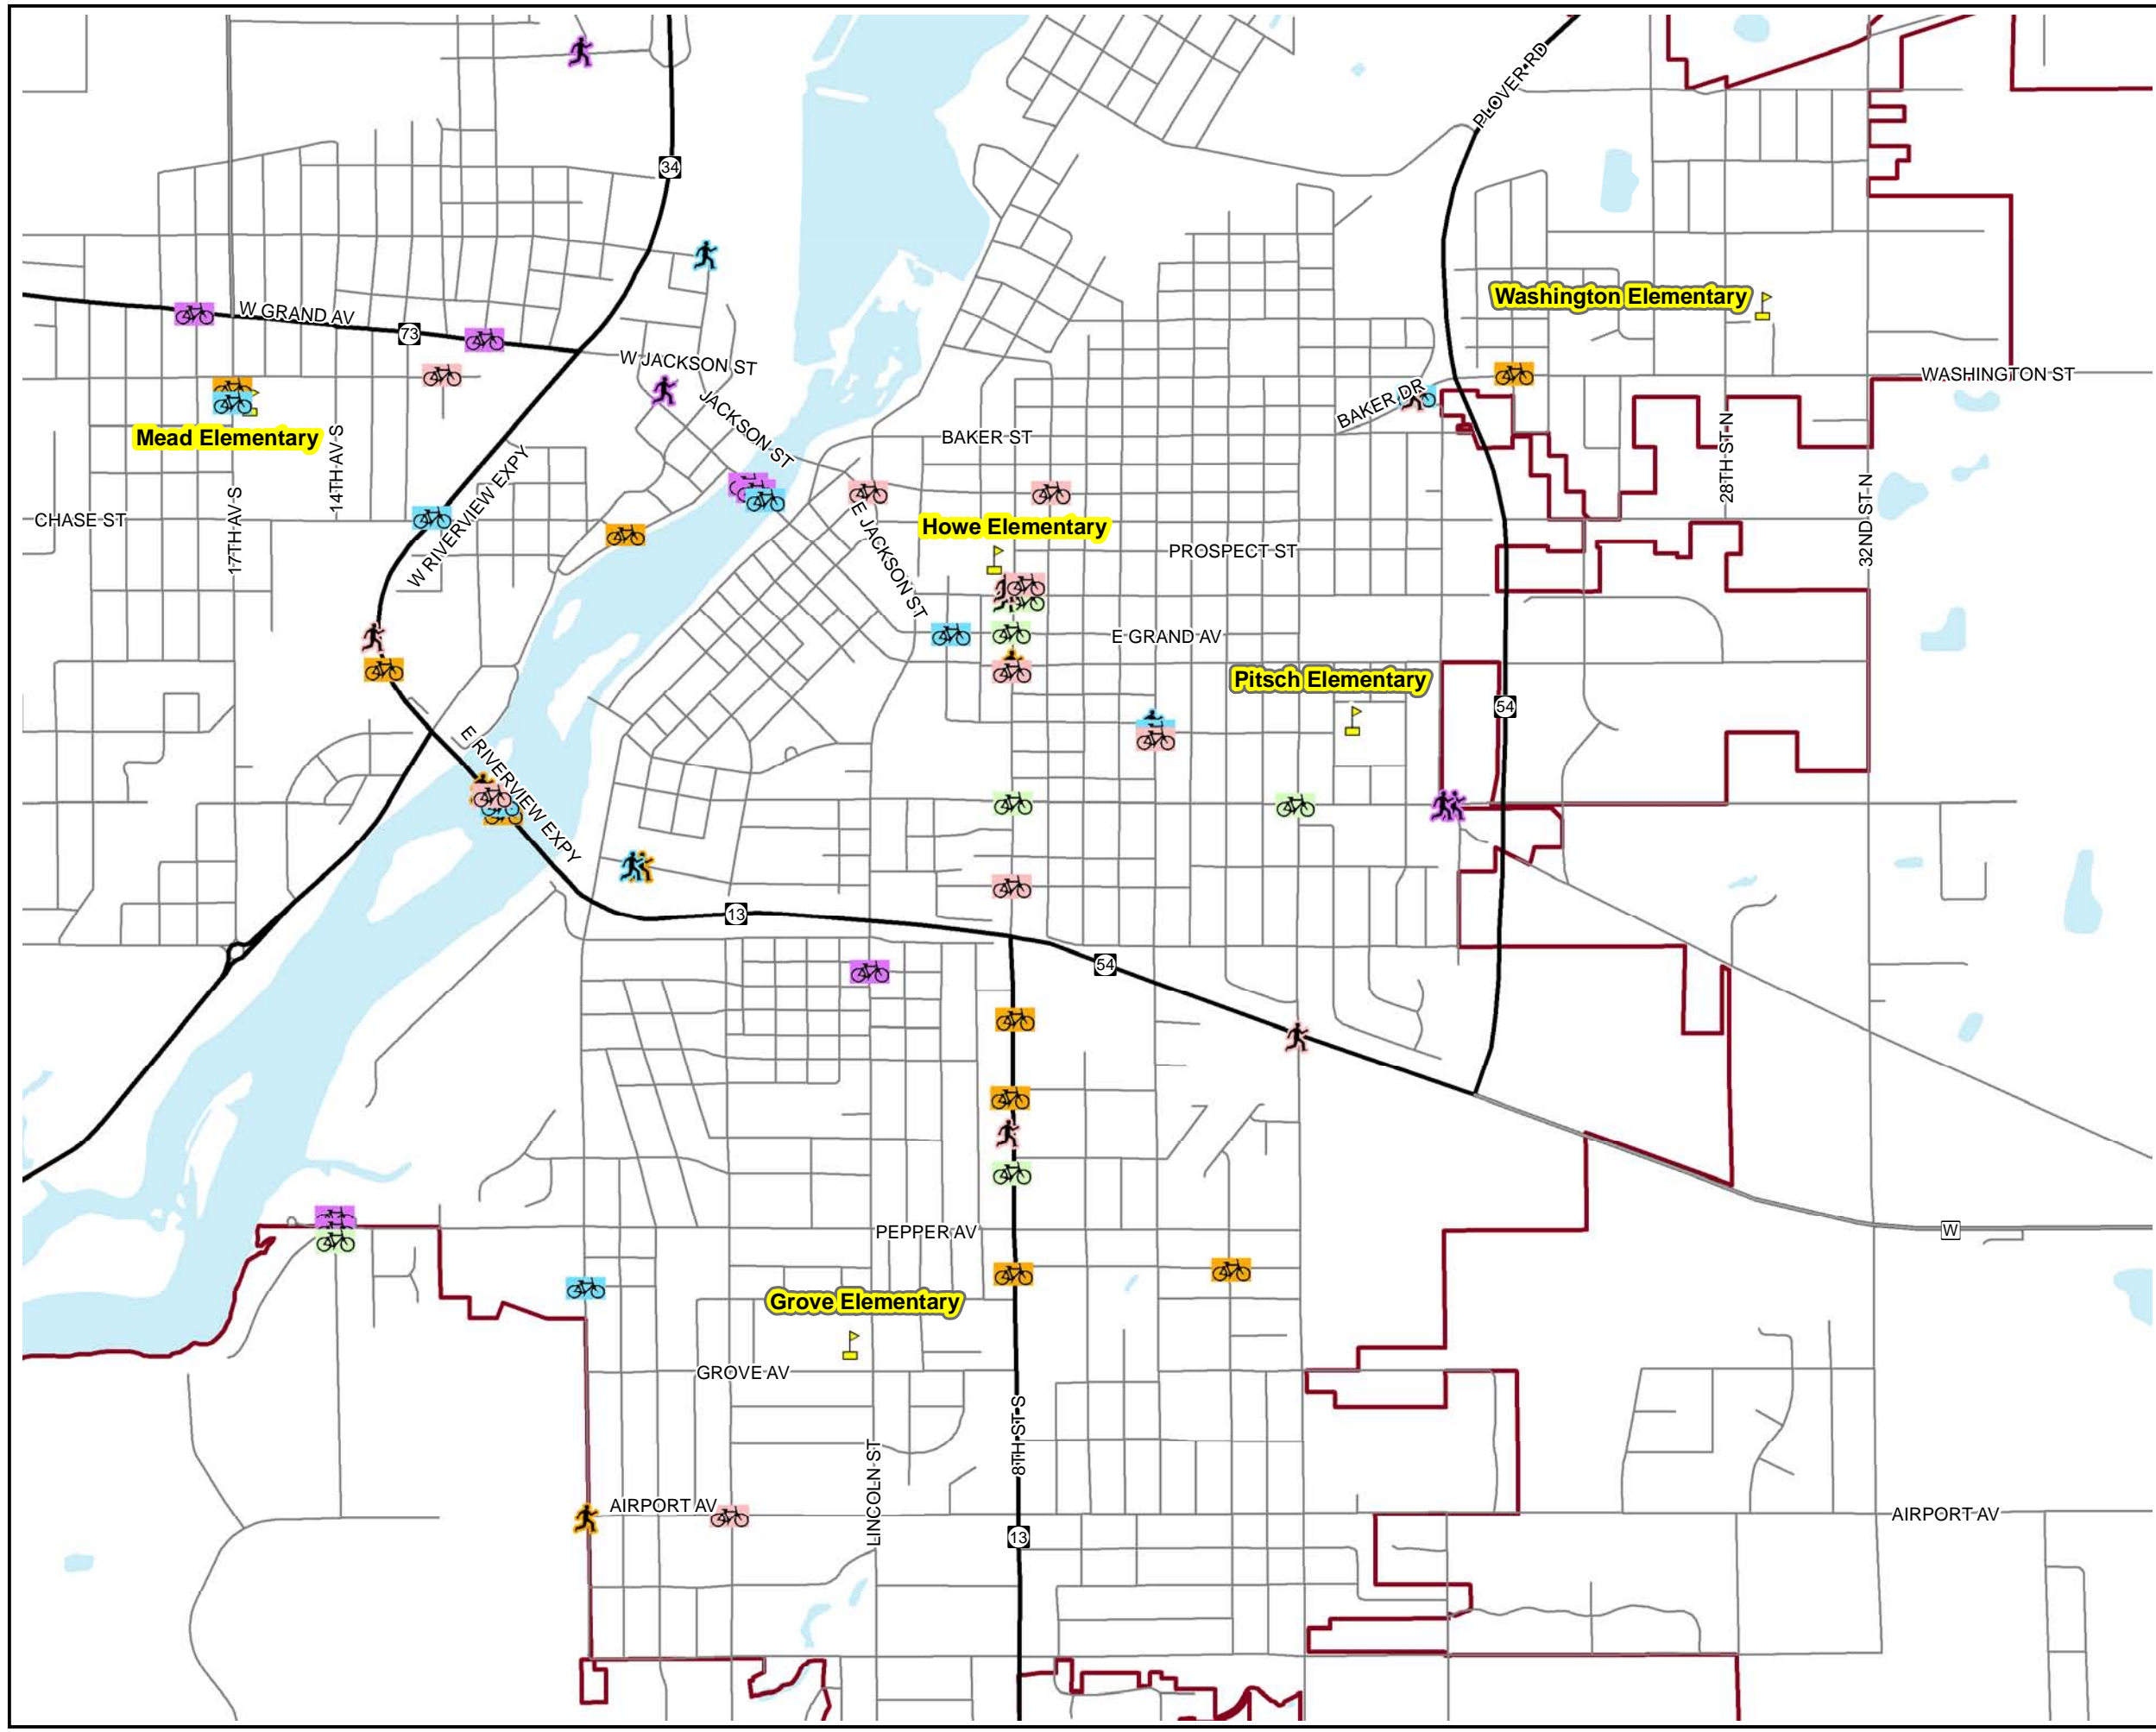 PLOVER RD
34
Washington Elementary
W GRAND AV
73
W JACKSON ST
WASHINGTON ST
JACKSON ST
BAKER DR
Mead Elementary
BAKER ST
14TH AV S
28TH ST N
17TH AV S
W RIVERVIEW EXPY
CHASE ST
Howe Elementary
E JACKSON ST
PROSPECT ST
32ND ST N
E GRAND AV
Pitsch Elementary
54
E RIVERVIEW EXPY
13
54
PEPPER AV
W
Grove Elementary
GROVE AV
8TH ST S
LINCOLN ST
AIRPORT AV
AIRPORT AV
13